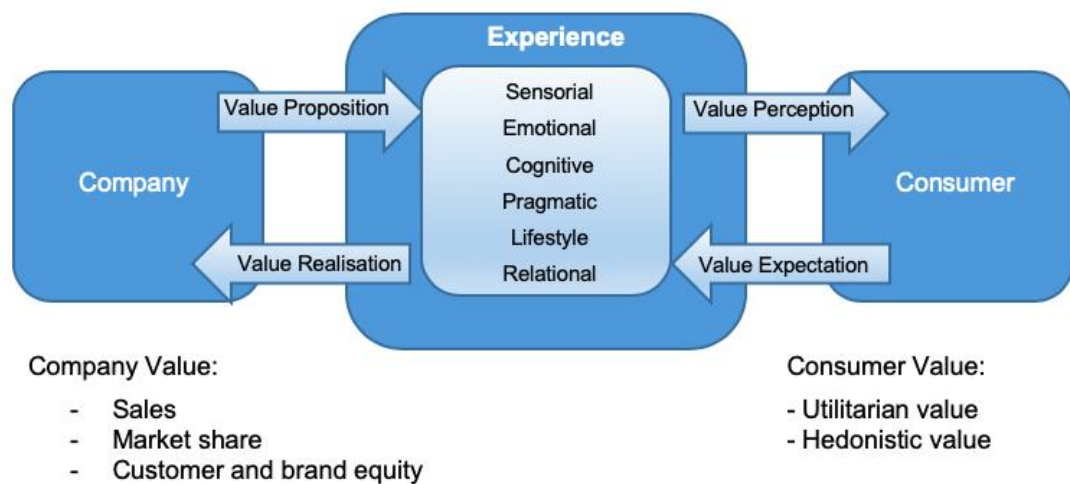 Experience
Sensorial
Emotional
Cognitive
Pragmatic
Lifestyle
Relational
Company
Value Proposition
Value Realisation
Value Perception
Value Expectation
Consumer
Company Value:
- Sales
- Market share
- Customer and brand equity
Consumer Value:
- Utilitarian value
- Hedonistic value